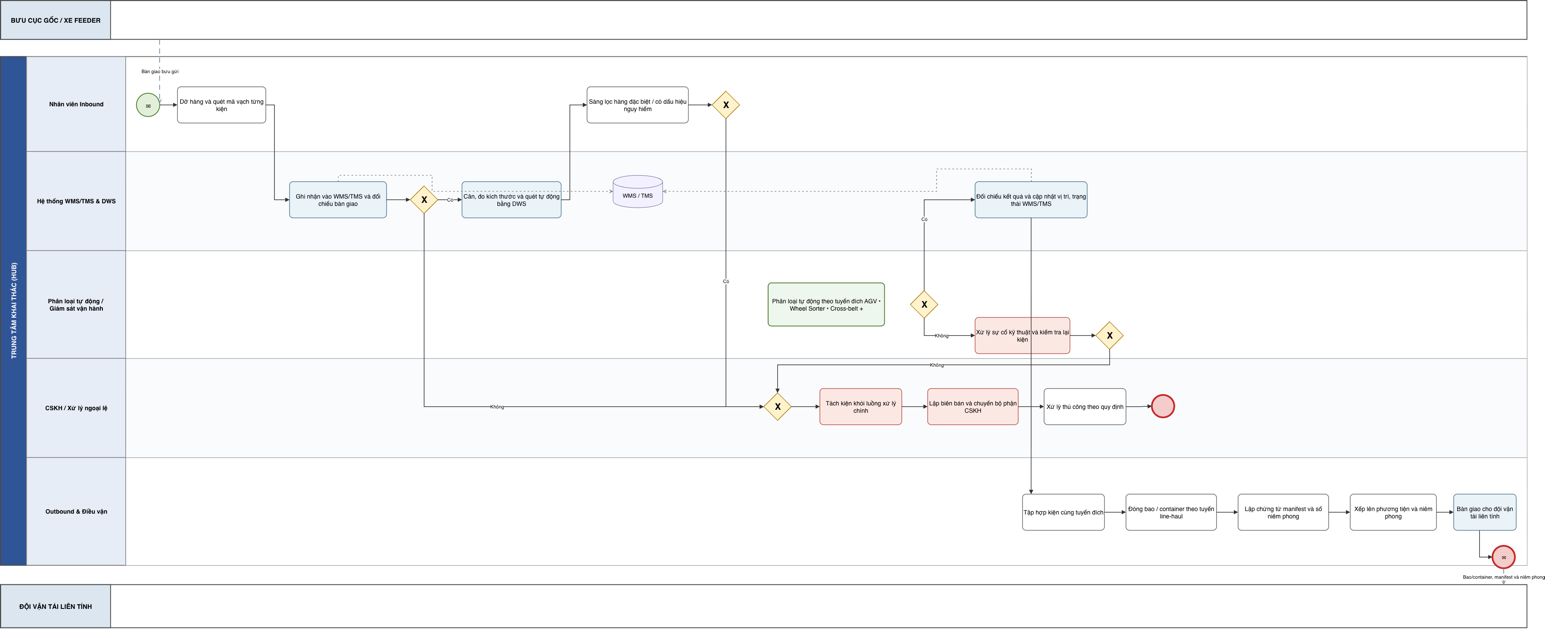 BƯU CỤC GỐC / XE FEEDER
Bàn giao bưu gửi
TRUNG TÂM KHAI THÁC (HUB)
Nhân viên Inbound
Dỡ hàng và quét mã vạch từng
kiện
Sàng lọc hàng đặc biệt / có dấu hiệu
nguy hiểm
X
Hệ thống WMS/TMS & DWS
Ghi nhận vào WMS/TMS và đối
chiếu bàn giao
X
Có
Cân, đo kích thước và quét tự động
bằng DWS
WMS / TMS
Đối chiếu kết quả và cập nhật vị trí, trạng
thái WMS/TMS
Có
Có
Phân loại tự động /
Giám sát vận hành
Phân loại tự động theo tuyến đích AGV •
Wheel Sorter • Cross-belt +
X
Không
Xử lý sự cố kỹ thuật và kiểm tra lại
kiện
X
Không
CSKH / Xử lý ngoại lệ
Không
X
Tách kiện khỏi luồng xử lý
chính
Lập biên bản và chuyển bộ phận
CSKH
Xử lý thủ công theo quy định
Outbound & Điều vận
Tập hợp kiện cùng tuyến đích
Đóng bao / container theo tuyến
line-haul
Lập chứng từ manifest và số
niêm phong
Xếp lên phương tiện và niêm
phong
Bàn giao cho đội vận
tải liên tỉnh
Bao/container, manifest và niêm phong
ĐỘI VẬN TẢI LIÊN TỈNH